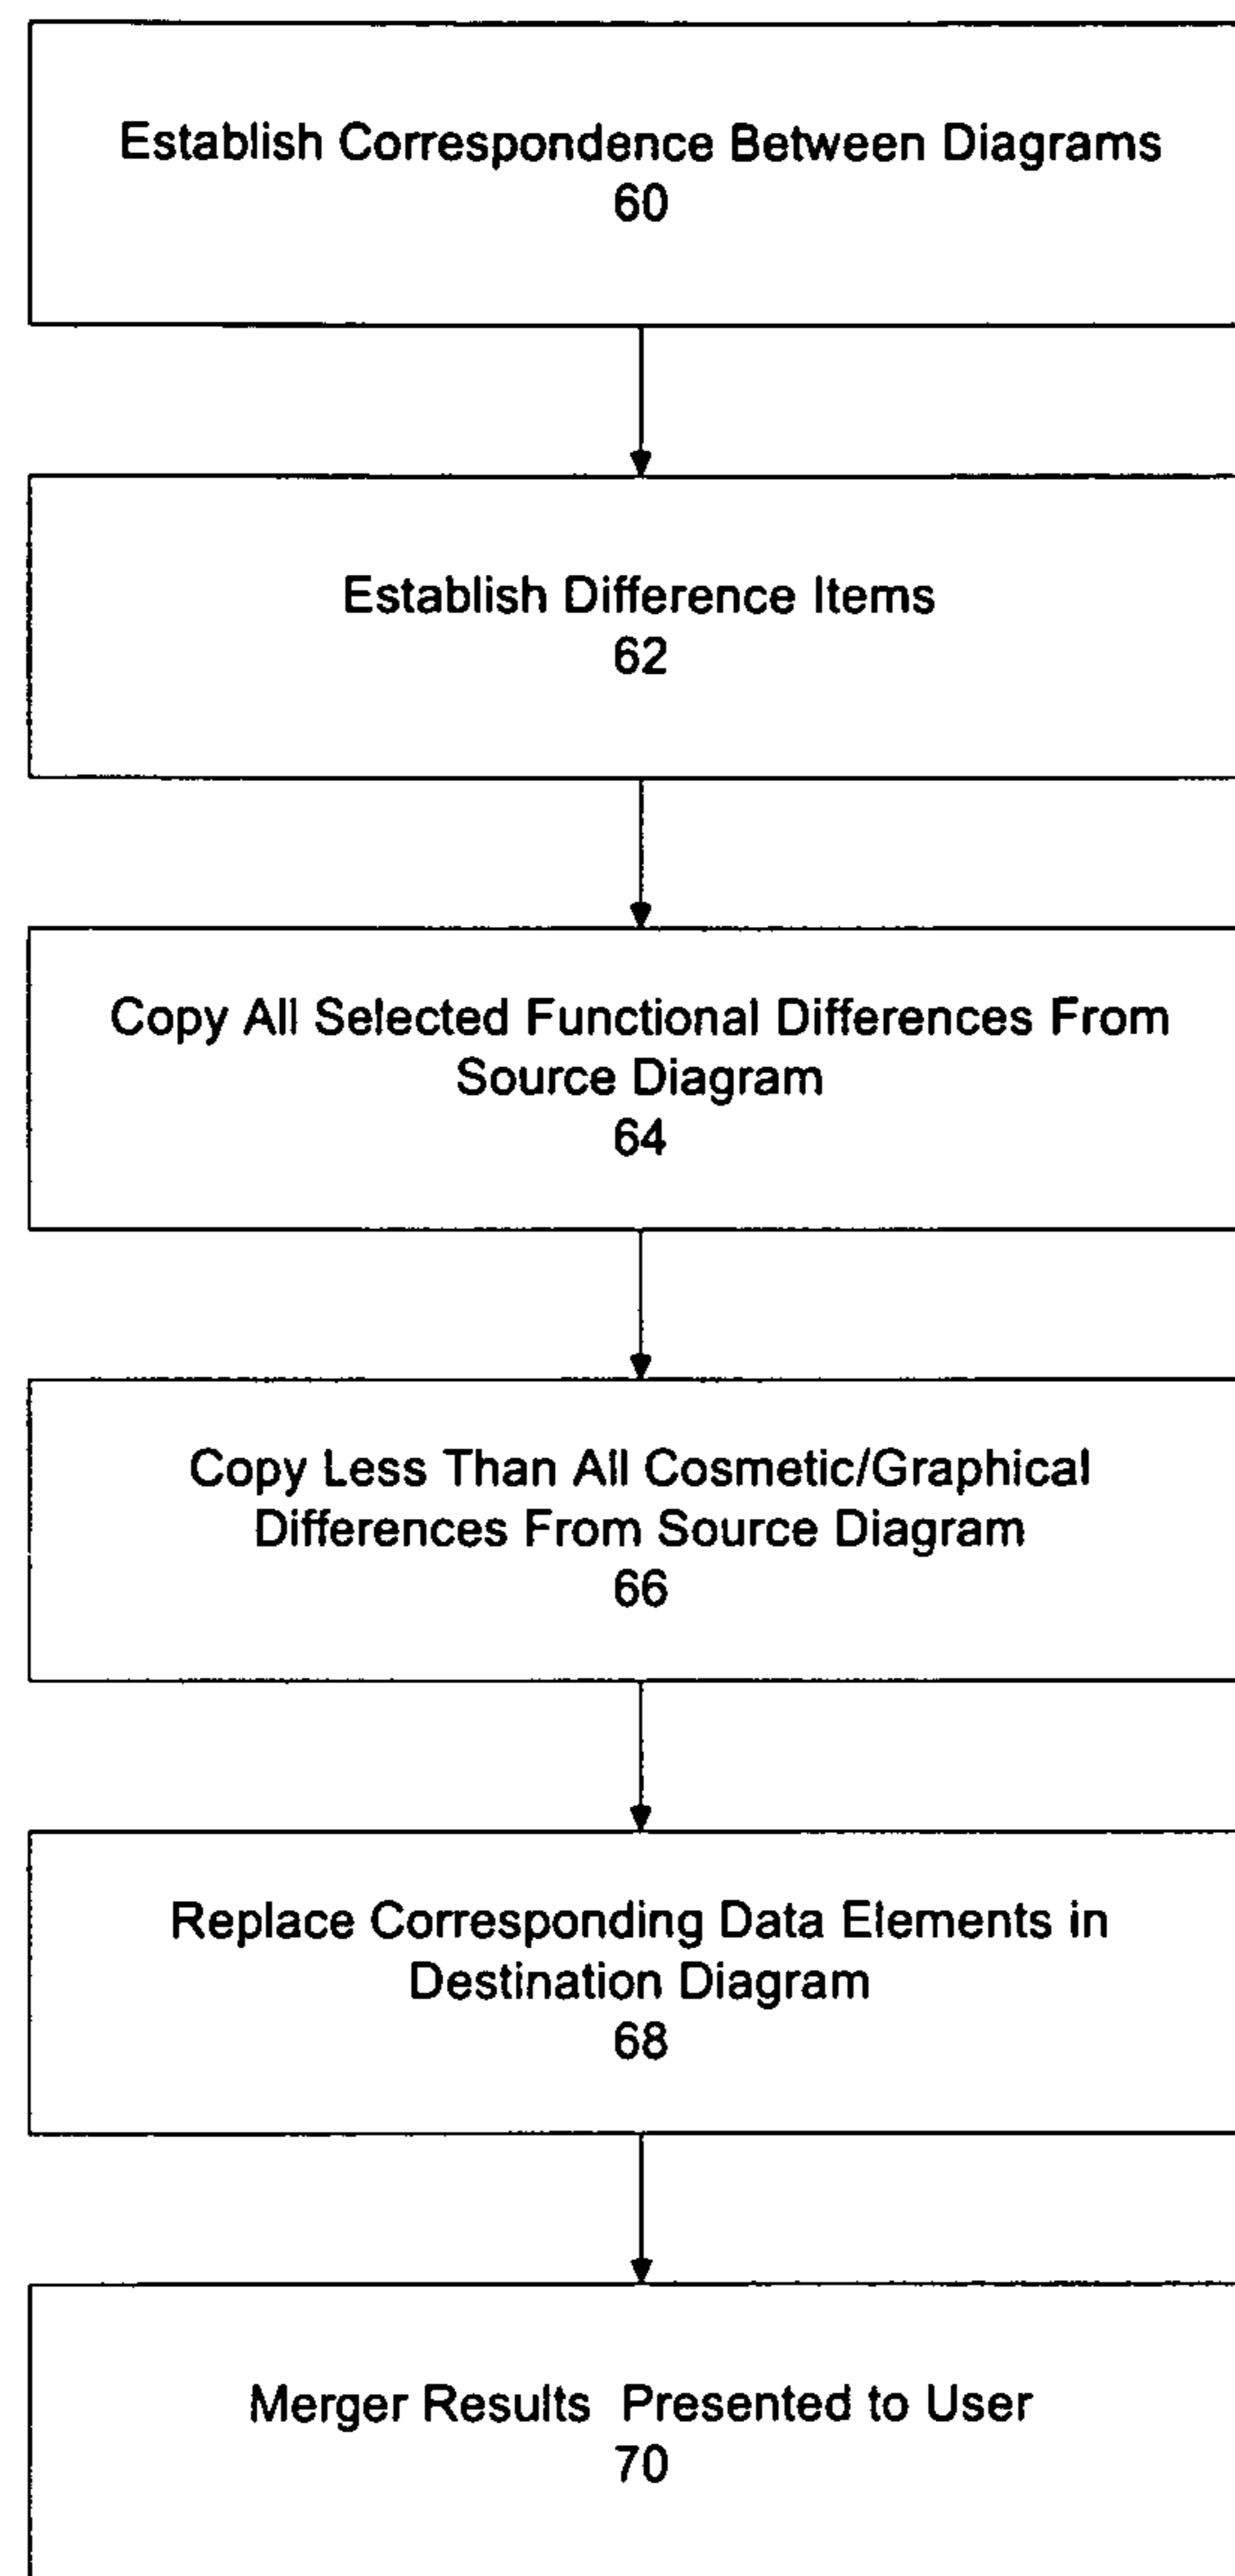 Establish Correspondence Between Diagrams
60
Establish Difference Items
62
Copy All Selected Functional Differences From
Source Diagram
64
Copy Less Than All Cosmetic/Graphical
Differences From Source Diagram
66
Replace Corresponding Data Elements in
Destination Diagram
68
Merger Results Presented to User
70